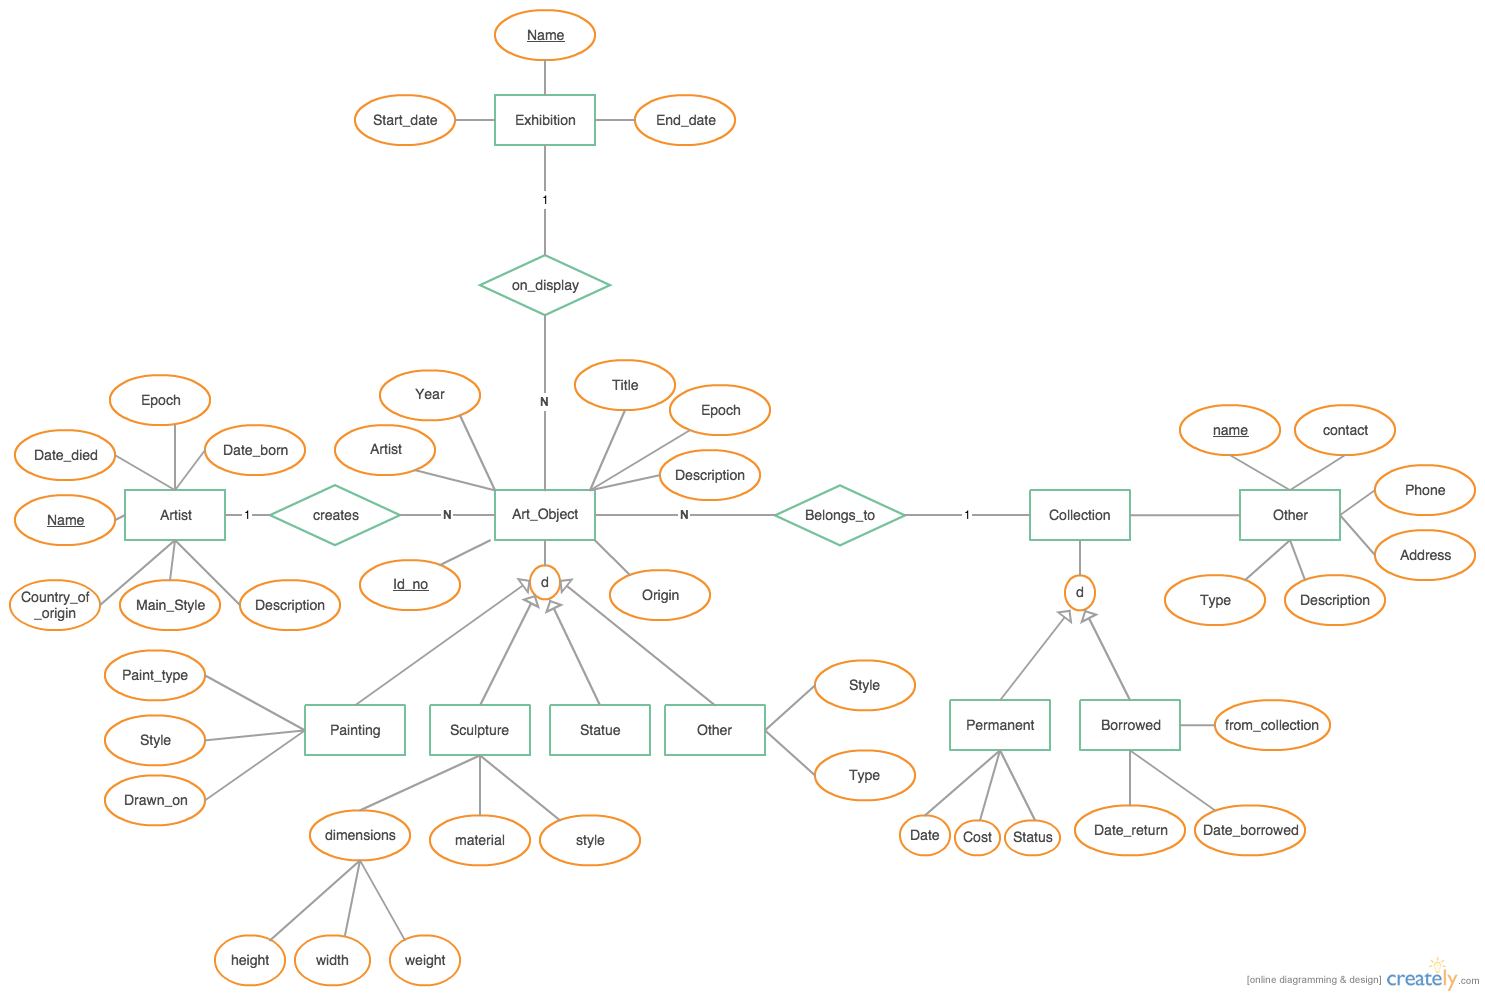 Name
Start_date
Exhibition
End_date
1
on_display
N
Year
Title
Epoch
Artist
Description
Epoch
Date_died
Date_born
Name
Artist
1
creates
N
Art_Object
N
Belongs_to
1
Collection
Other
name
contact
Phone
Address
Type
Description
Country_of
_origin
Main_Style
Description
Id_no
d
Origin
d
Paint_type
Style
Drawn_on
Painting
Sculpture
Statue
Other
Style
Type
Permanent
Borrowed
from_collection
dimensions
material
style
Date
Cost
Status
Date_return
Date_borrowed
height
width
weight
[online diagramming & design]
creately.com